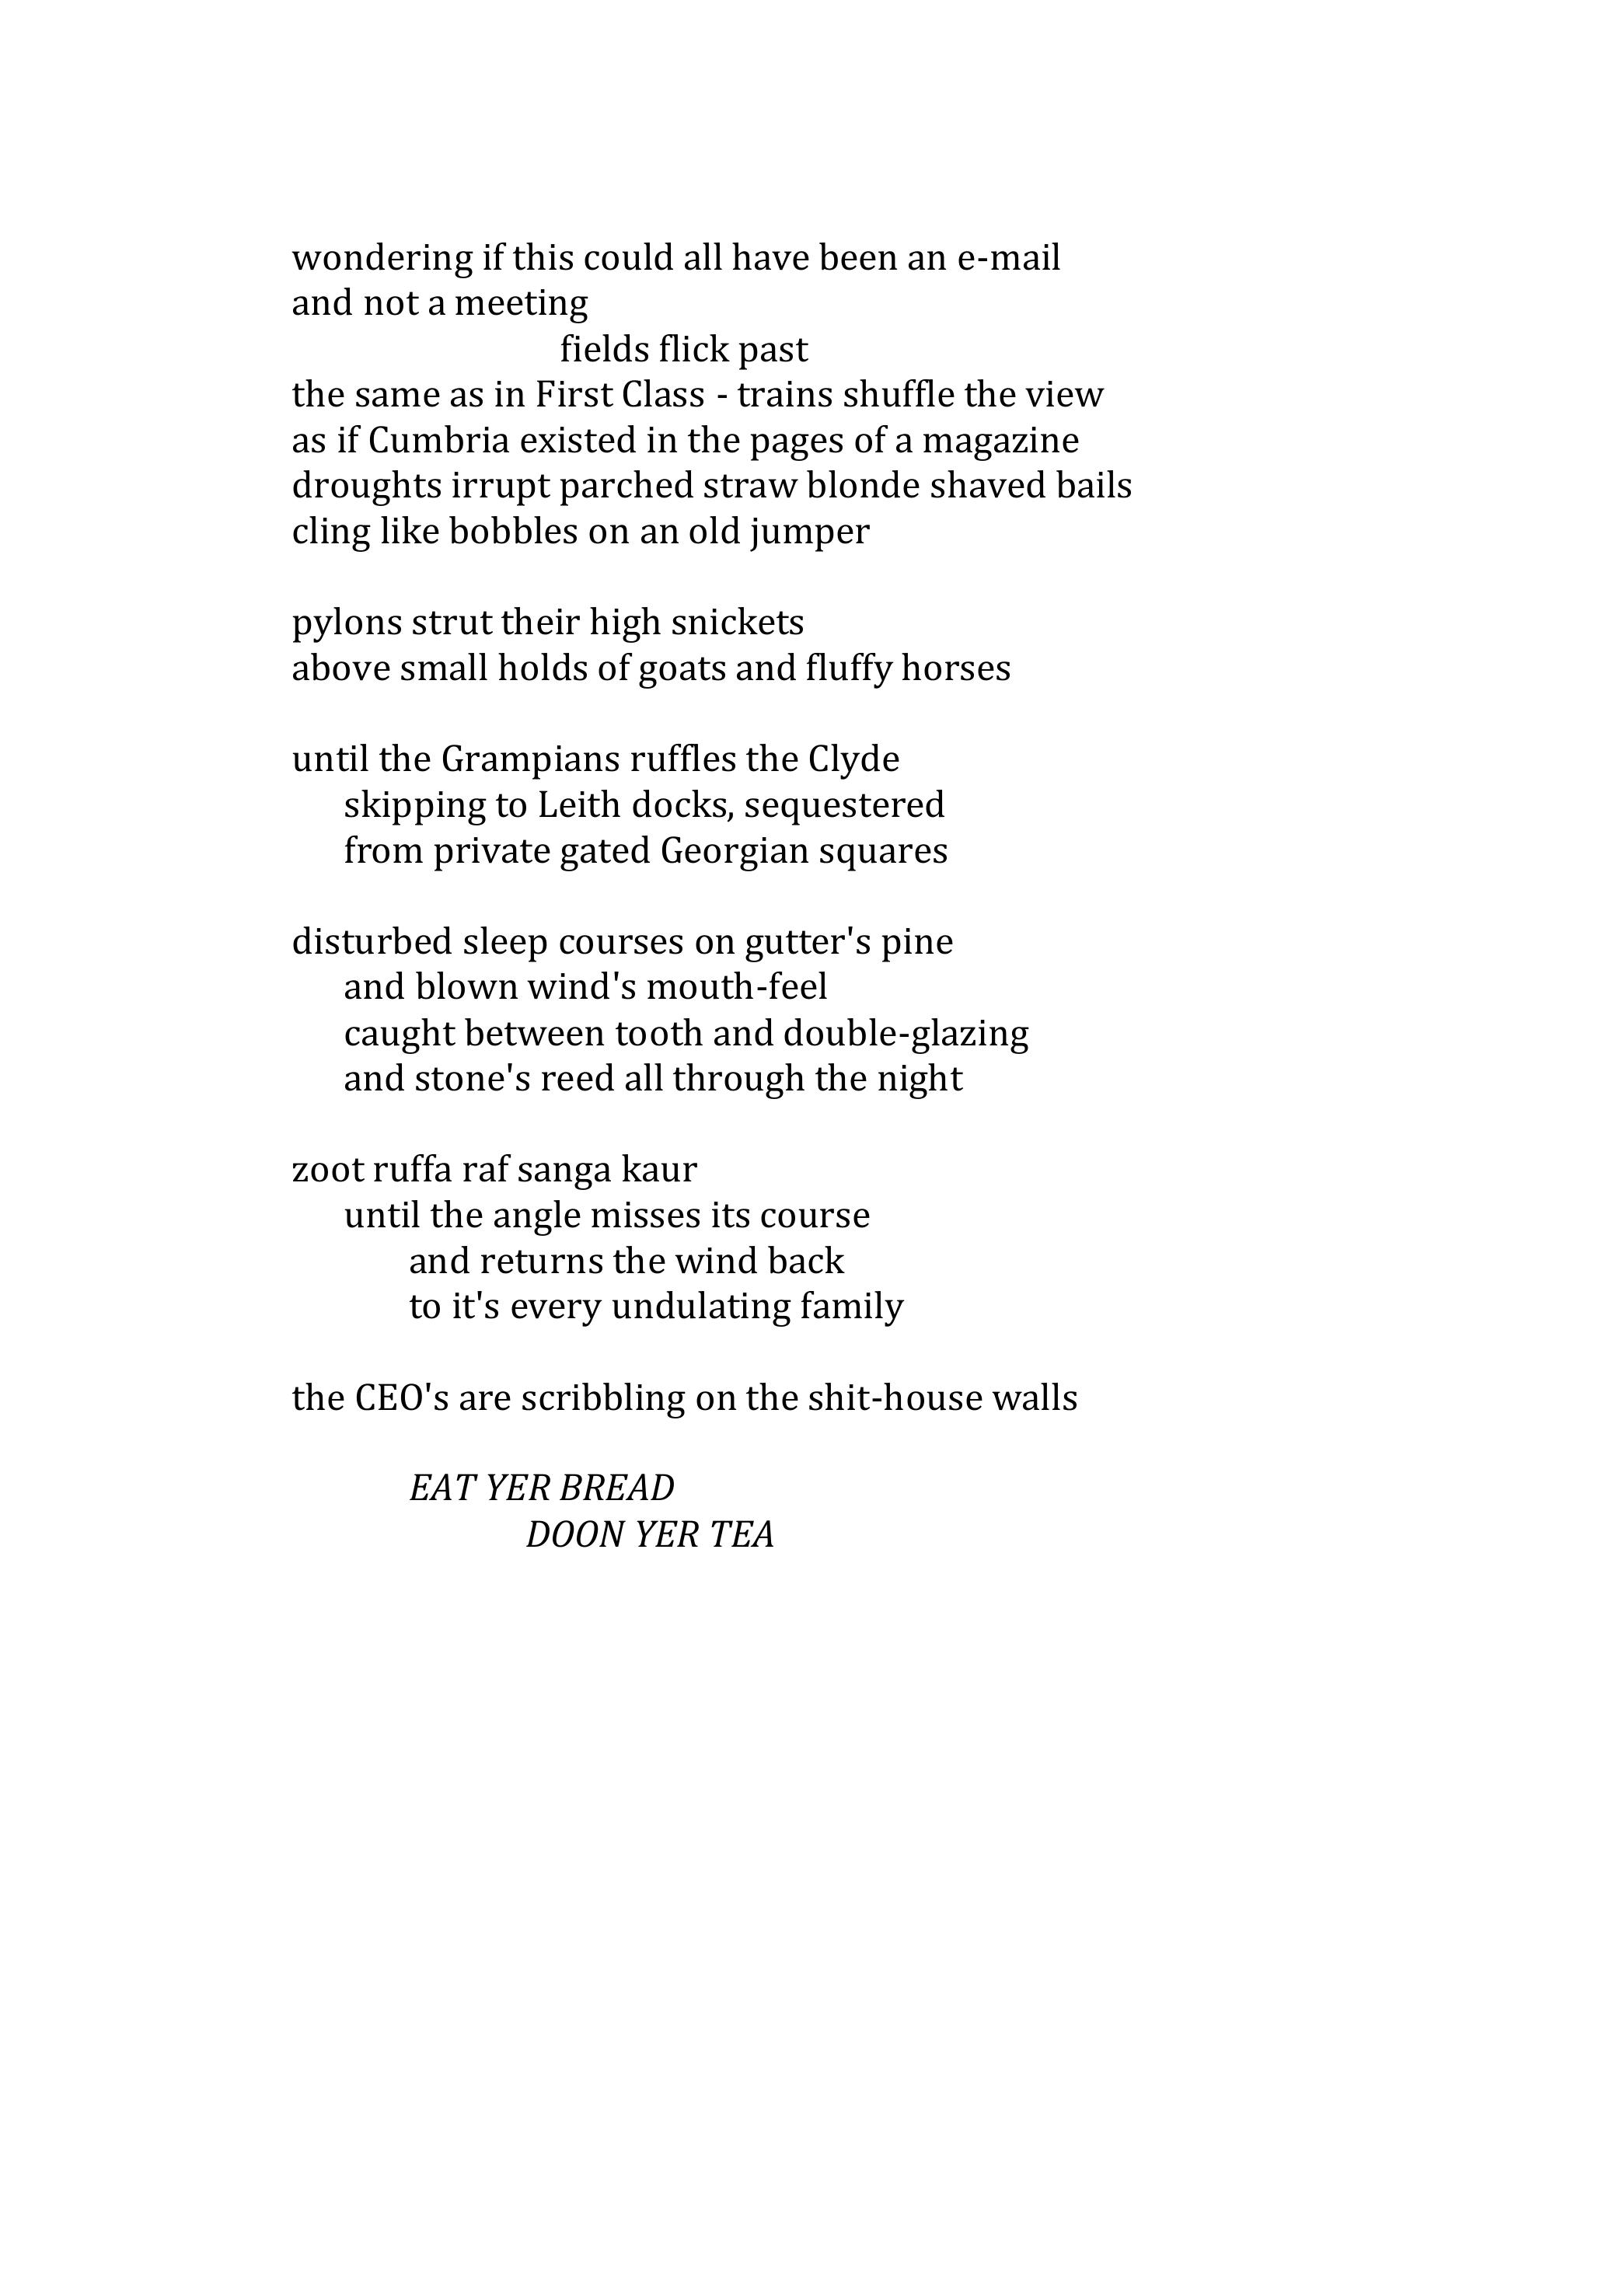 wondering if this could all have been an e-mail
and not a meeting
fields flick past
the same as in First Class - trains shuffle the view
as if Cumbria existed in the pages of a magazine
droughts irrupt parched straw blonde shaved bails
cling like bobbles on an old jumper
pylons strut their high snickets
above small holds of goats and fluffy horses
until the Grampians ruffles the Clyde
skipping to Leith docks, sequestered
from private gated Georgian squares
disturbed sleep courses on gutter's pine
and blown wind's mouth-feel
caught between tooth and double-glazing
and stone's reed all through the night
zoot ruffa raf sanga kaur
until the angle misses its course
and returns the wind back
to it's every undulating family
the CEO's are scribbling on the shit-house walls
EAT YER BREAD
DOON YER TEA